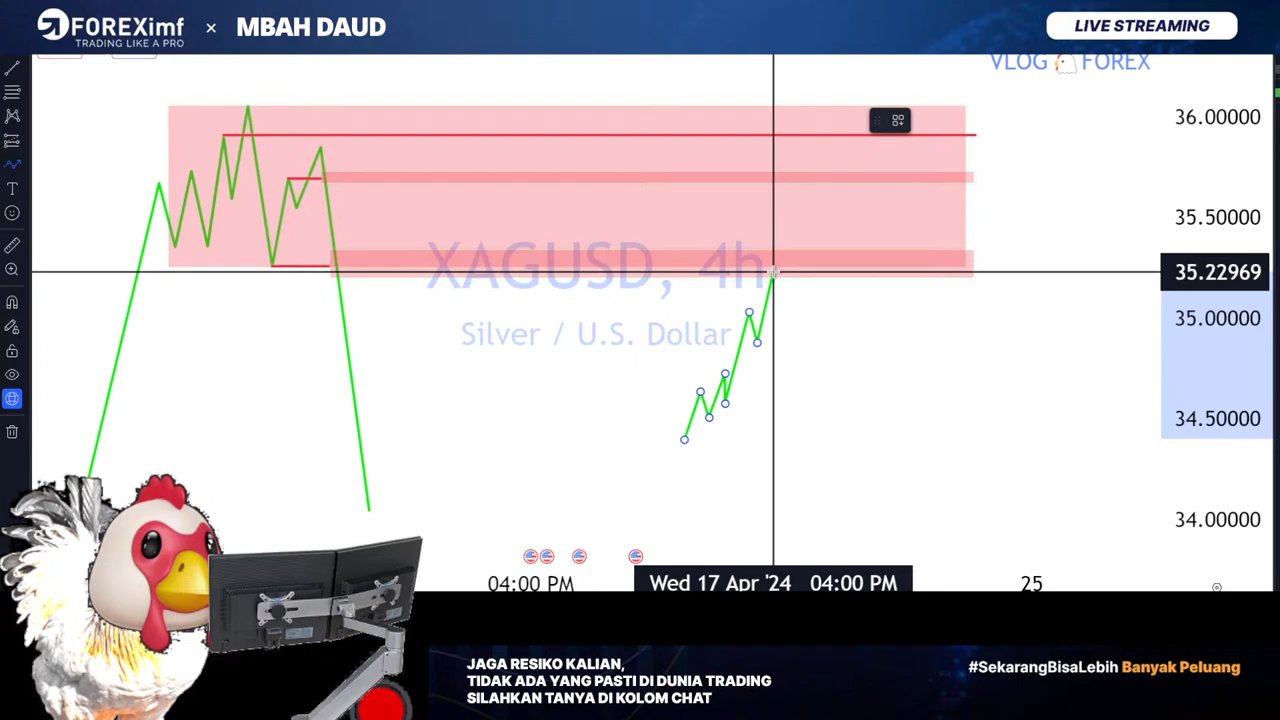 FOREXimf
TRADING LIKE A PRO
×
MBAH DAUD
LIVE STREAMING
VLOG 🐔 FOREX
36.00000
35.50000
XAGUSD, 4h
35.22969
Silver / U.S. Dollar
35.00000
34.50000
34.00000
04:00 PM
Wed 17 Apr '24 04:00 PM
25
JAGA RESIKO KALIAN,
TIDAK ADA YANG PASTI DI DUNIA TRADING
SILAHKAN TANYA DI KOLOM CHAT
#SekarangBisaLebih Banyak Peluang